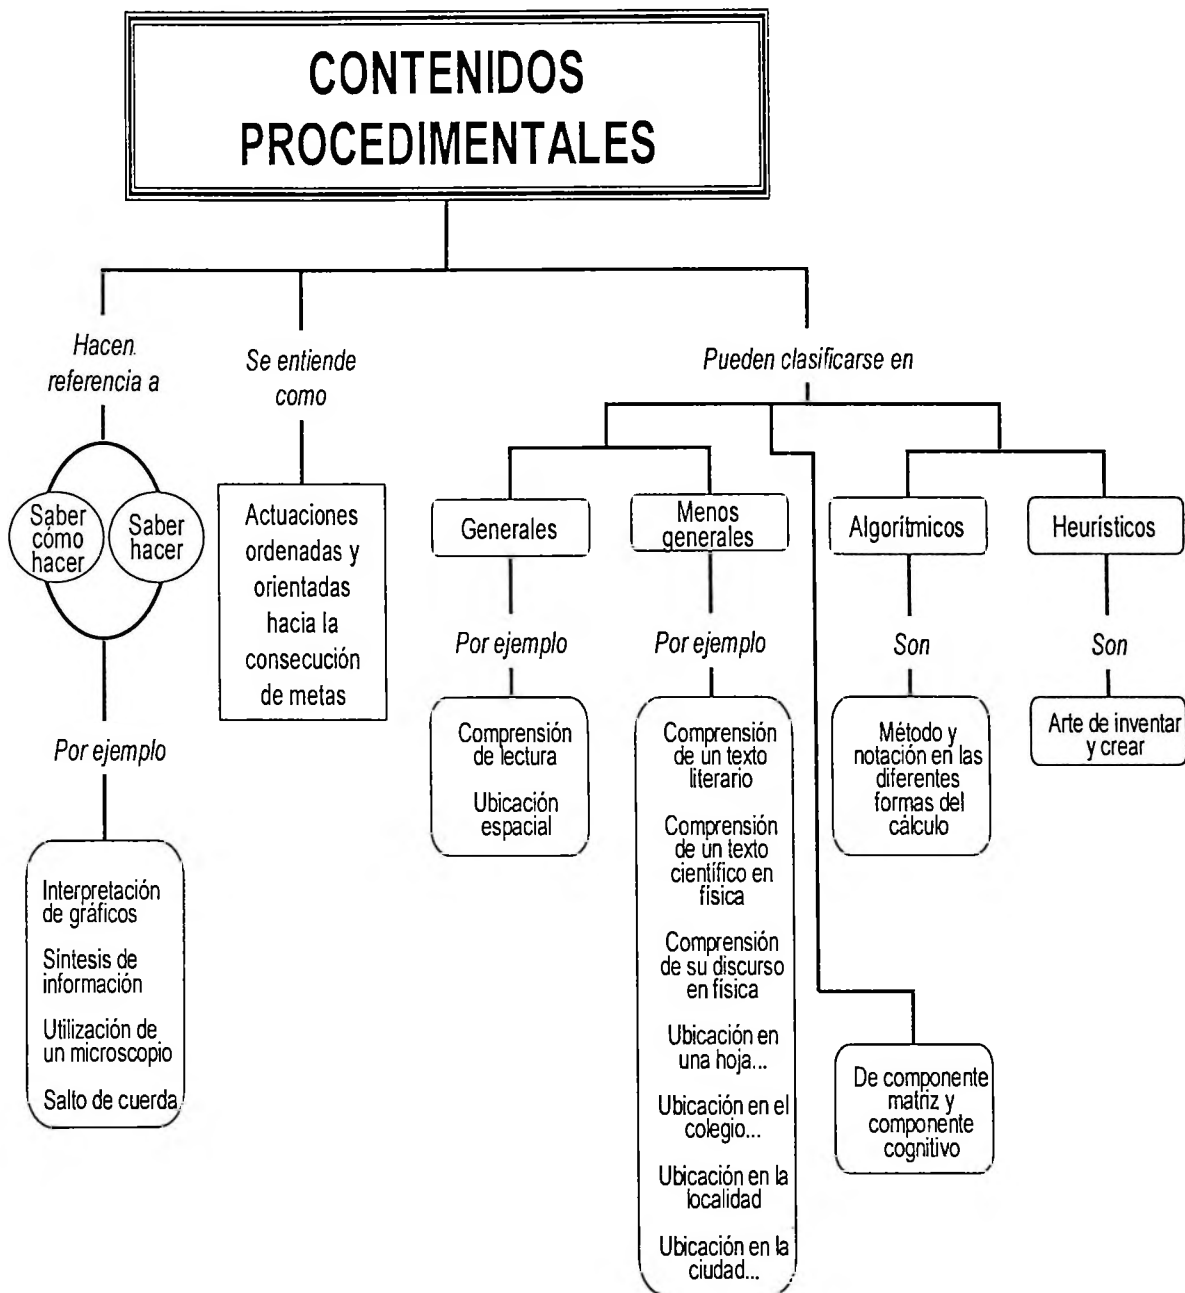 CONTENIDOS
PROCEDIMENTALES
Hacen.
referencia a
Se entiende
como
Pueden clasificarse en
Saber
cómo
hacer
Saber
hacer
Actuaciones
ordenadas y
orientadas
hacia la
consecución
de metas
Generales
Menos
generales
Algorítmicos
Heurísticos
Por ejemplo
Por ejemplo
Son
Son
Por ejemplo
Comprensión
de lectura
Ubicación
espacial
Comprensión
de un texto
literario
Comprensión
de un texto
científico en
física
Comprensión
de su discurso
en física
Ubicación en
una hoja...
Ubicación en el
colegio...
Ubicación en la
localidad
Ubicación en la
ciudad...
Método y
notación en las
diferentes
formas del
cálculo
Arte de inventar
y crear
Interpretación
de gráficos
Síntesis de
información
Utilización de
un microscopio
Salto de cuerda
De componente
matriz y
componente
cognitivo